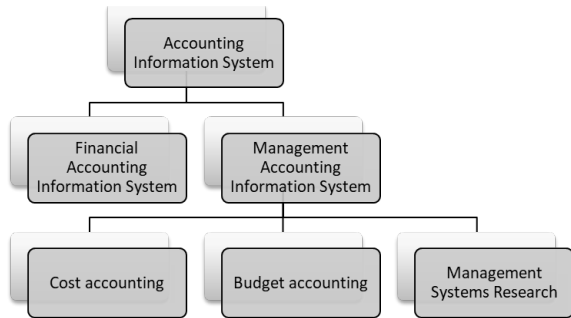 Accounting
Information System
Financial
Accounting
Information System
Management
Accounting
Information System
Cost accounting
Budget accounting
Management
Systems Research